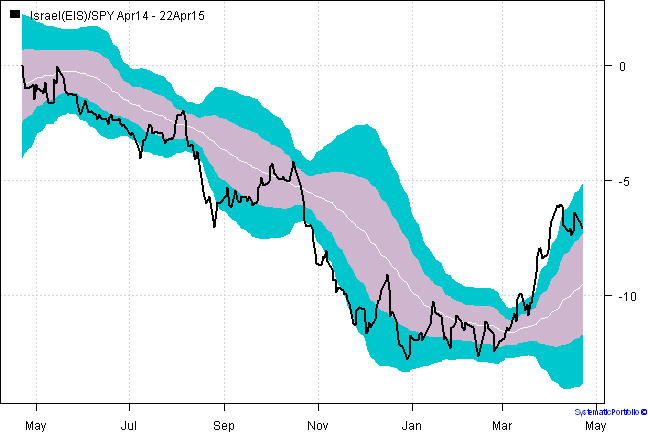 Israel(EIS)/SPY Apr14 - 22Apr15
0
-5
-10
May Jul Sep Nov Jan Mar May
SystematicPortfolio ©